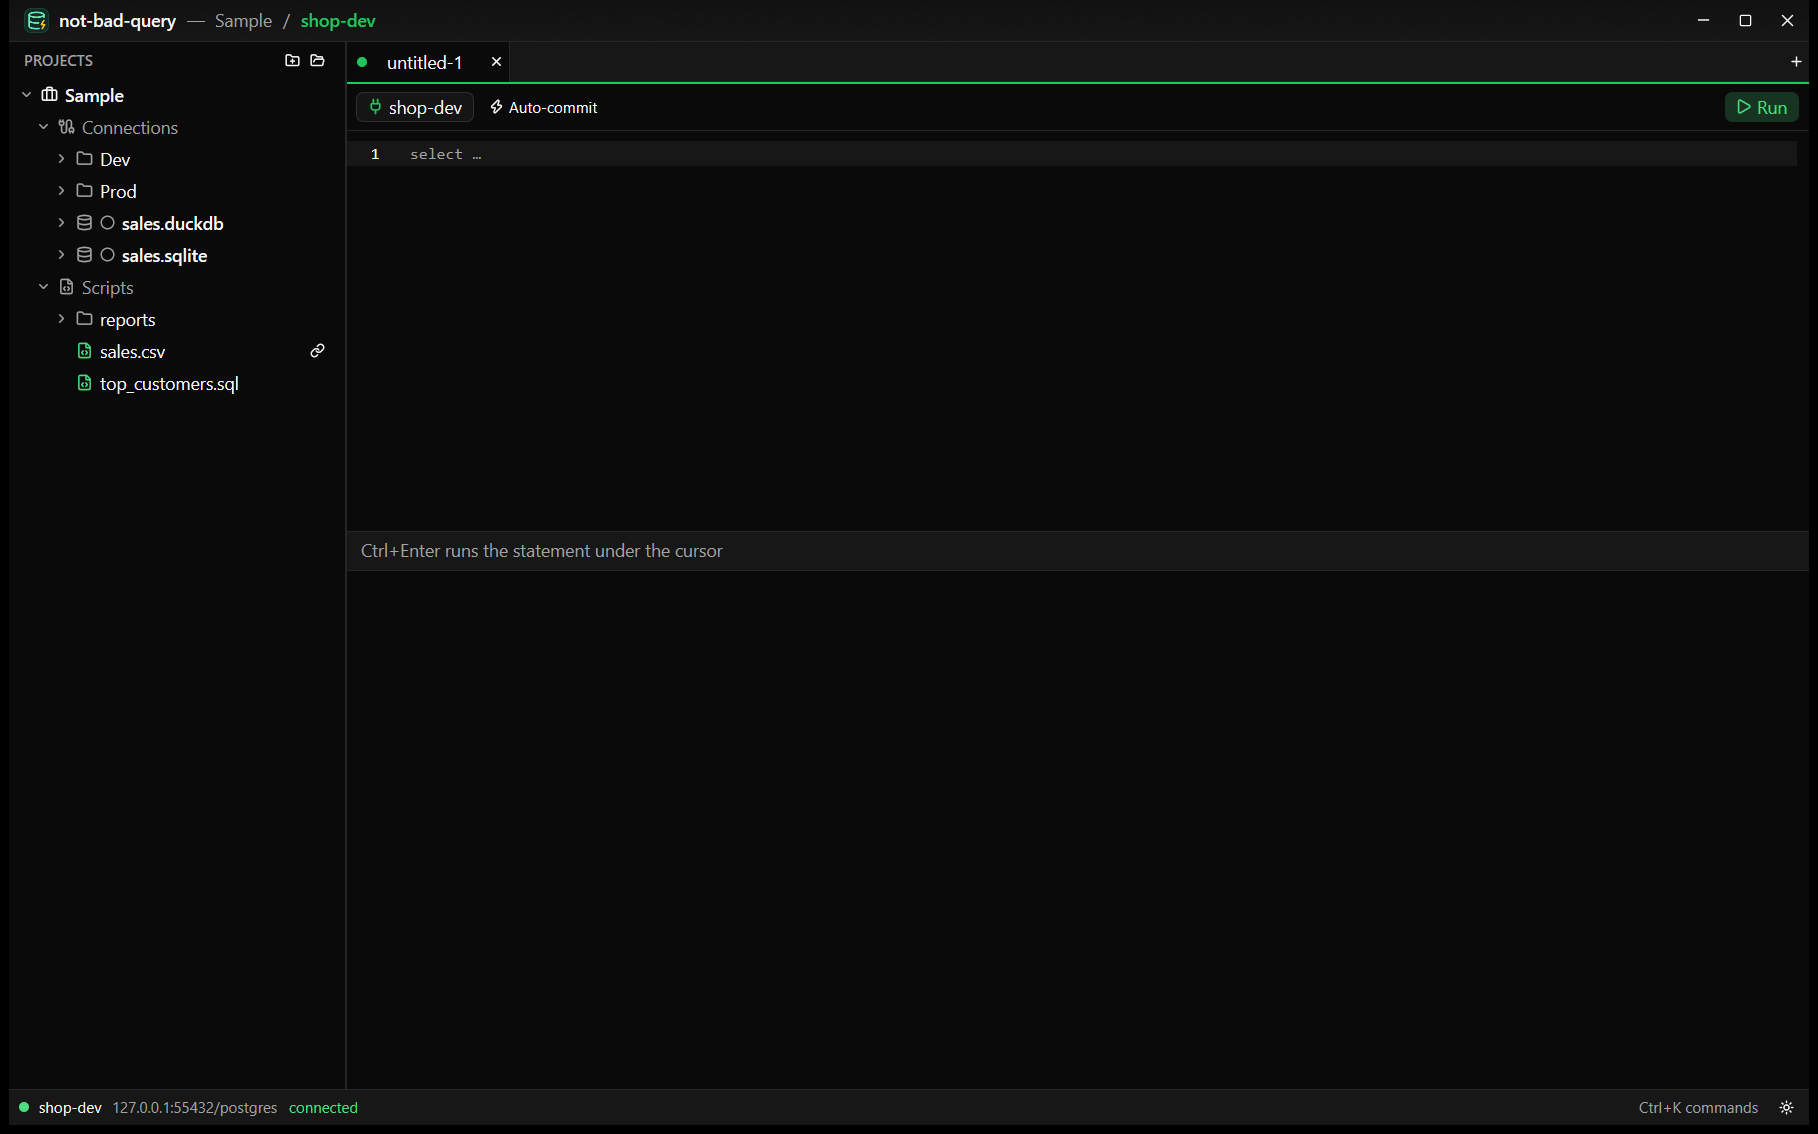 not-bad-query — Sample / shop-dev
PROJECTS
Sample
Connections
Dev
Prod
sales.duckdb
sales.sqlite
Scripts
reports
sales.csv
top_customers.sql
untitled-1
shop-dev Auto-commit Run
1 select …
Ctrl+Enter runs the statement under the cursor
shop-dev 127.0.0.1:55432/postgres connected Ctrl+K commands